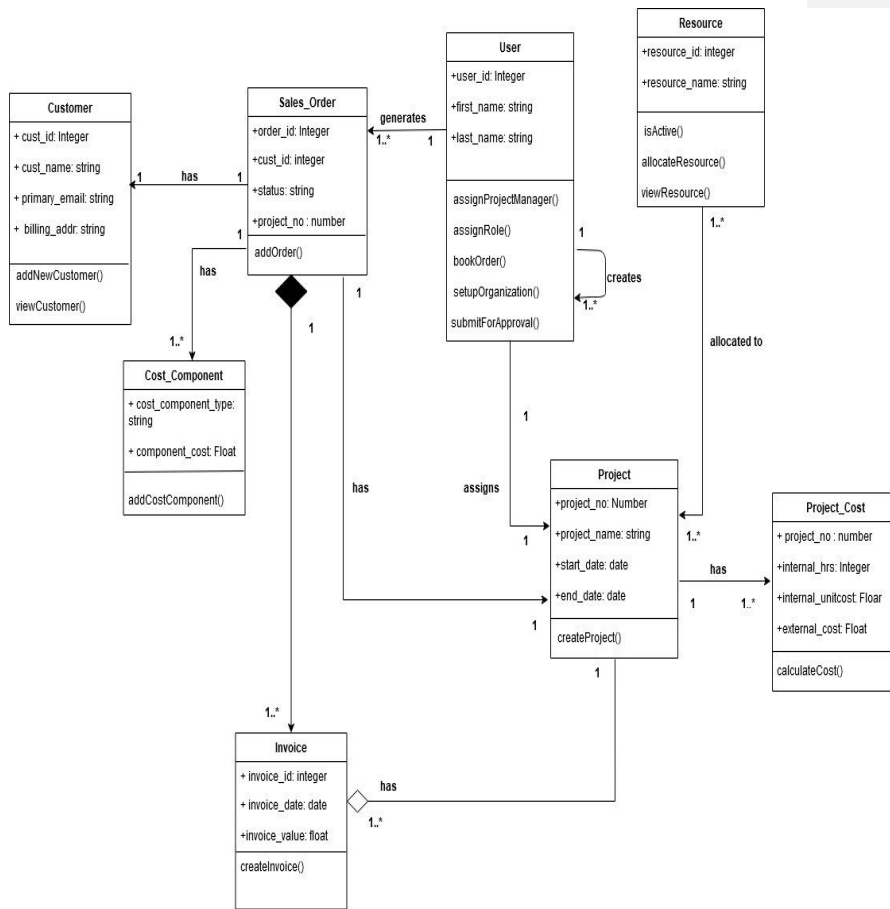 Resource
+resource_id: integer
+resource_name: string
isActive()
allocateResource()
viewResource()
1..*
allocated to
1..*
User
+user_id: Integer
+first_name: string
+last_name: string
assignProjectManager()
assignRole()
bookOrder()
setupOrganization()
submitForApproval()
1
creates
1..*
generates
1..*
1
Sales_Order
+order_id: Integer
+cust_id: integer
+status: string
+project_no : number
addOrder()
Customer
+ cust_id: Integer
+ cust_name: string
+ primary_email: string
+ billing_addr: string
addNewCustomer()
viewCustomer()
1
has
1
1
has
1..*
Cost_Component
+ cost_component_type:
string
+ component_cost: Float
addCostComponent()
1
1
has
1
1
assigns
1
Project
+project_no: Number
+project_name: string
+start_date: date
+end_date: date
createProject()
has
1
1..*
Project_Cost
+ project_no : number
+internal_hrs: Integer
+internal_unitcost: Floar
+external_cost: Float
calculateCost()
1
1..*
Invoice
+ invoice_id: integer
+ invoice_date: date
+invoice_value: float
createInvoice()
has
1..*